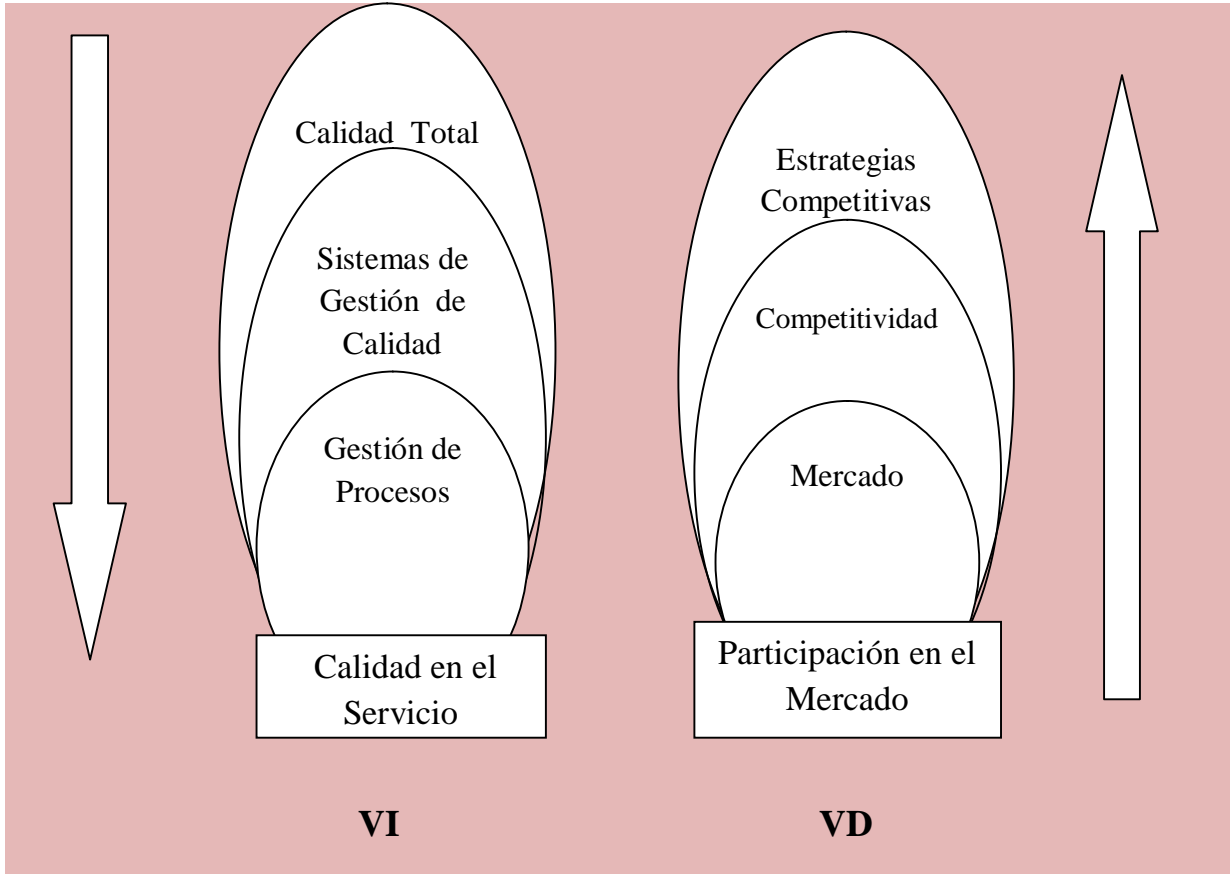 Calidad Total
Sistemas de
Gestión de
Calidad
Gestión de
Procesos
Calidad en el
Servicio
VI
Estrategias
Competitivas
Competitividad
Mercado
Participación en el
Mercado
VD